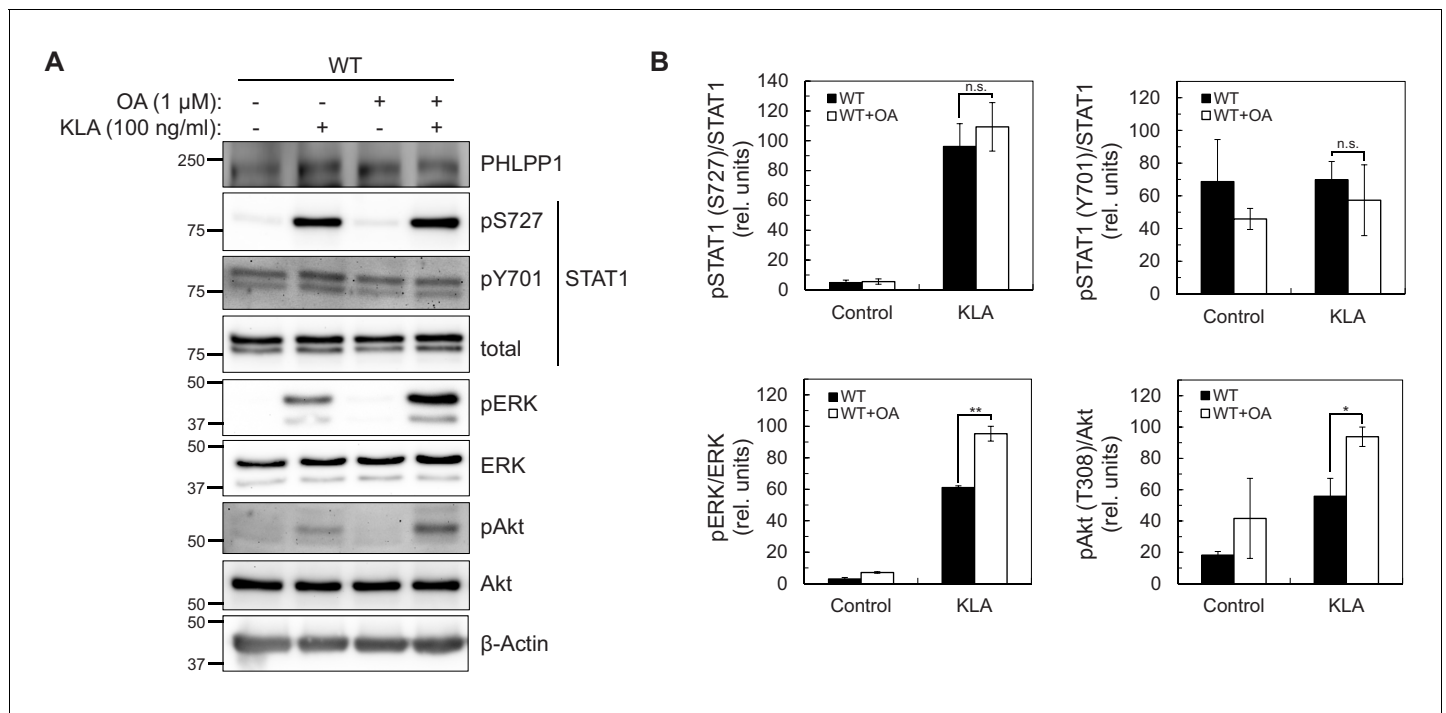 A
WT
OA (1 µM): - - + +
KLA (100 ng/ml): - + - +
250
PHLPP1
75
pS727
75
pY701
STAT1
75
total
50
37
pERK
50
37
ERK
50
pAkt
50
Akt
50
37
β-Actin
B
pSTAT1 (S727)/STAT1
(rel. units)
140
120
100
80
60
40
20
0
WT
WT+OA
n.s.
Control
KLA
pSTAT1 (Y701)/STAT1
(rel. units)
120
100
80
60
40
20
0
WT
WT+OA
n.s.
Control
KLA
pERK/ERK
(rel. units)
120
100
80
60
40
20
0
WT
WT+OA
**
Control
KLA
pAkt (T308)/Akt
(rel. units)
120
100
80
60
40
20
0
WT
WT+OA
*
Control
KLA